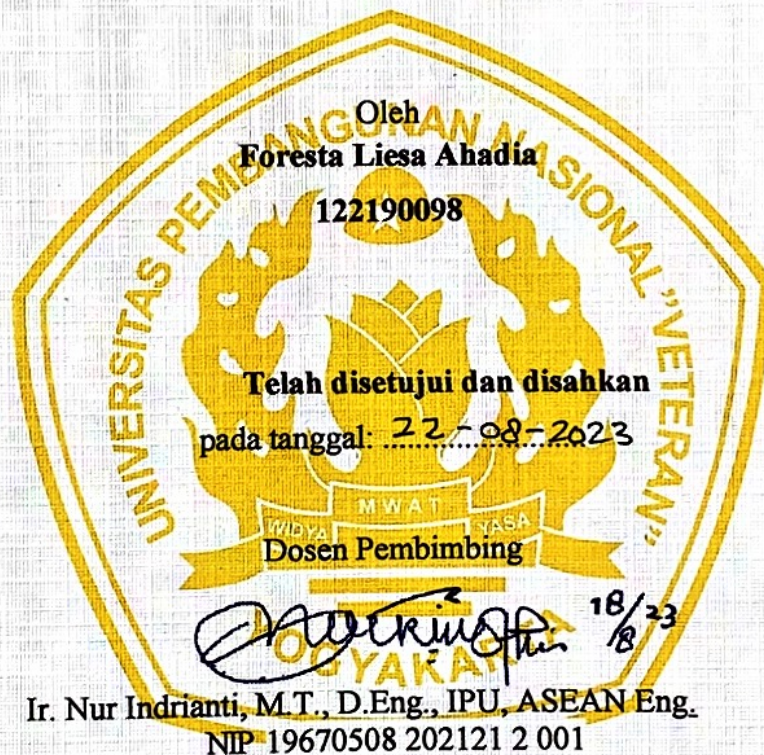 Oleh
Foresta Liesa Ahadia
122190098
UNIVERSITAS PEMBANGUNAN NASIONAL "VETERAN"
Telah disetujui dan disahkan
pada tanggal: 22-08-2023
WIDYA MWAT YASA
Dosen Pembimbing
18/8 23
YOGYAKARTA
Ir. Nur Indrianti, M.T., D.Eng., IPU, ASEAN Eng.
NIP 19670508 202121 2 001